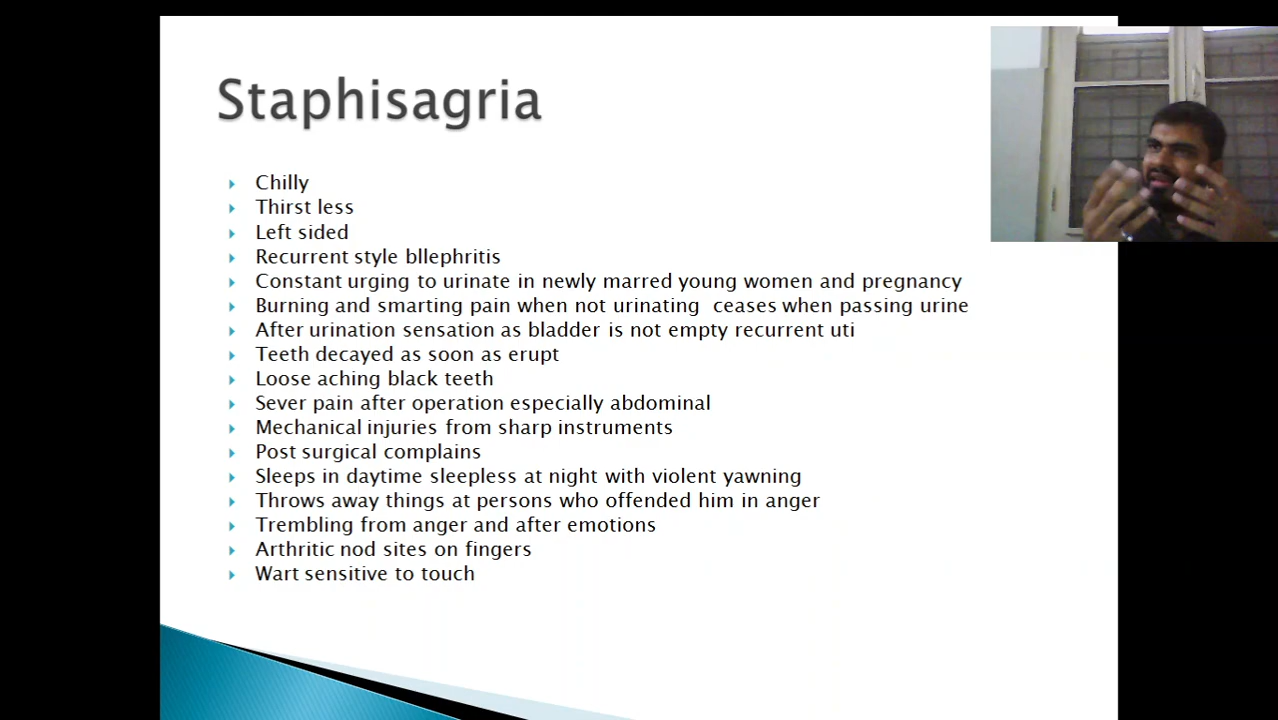 Staphisagria
Chilly
Thirst less
Left sided
Recurrent style bllephritis
Constant urging to urinate in newly marred young women and pregnancy
Burning and smarting pain when not urinating ceases when passing urine
After urination sensation as bladder is not empty recurrent uti
Teeth decayed as soon as erupt
Loose aching black teeth
Sever pain after operation especially abdominal
Mechanical injuries from sharp instruments
Post surgical complains
Sleeps in daytime sleepless at night with violent yawning
Throws away things at persons who offended him in anger
Trembling from anger and after emotions
Arthritic nod sites on fingers
Wart sensitive to touch